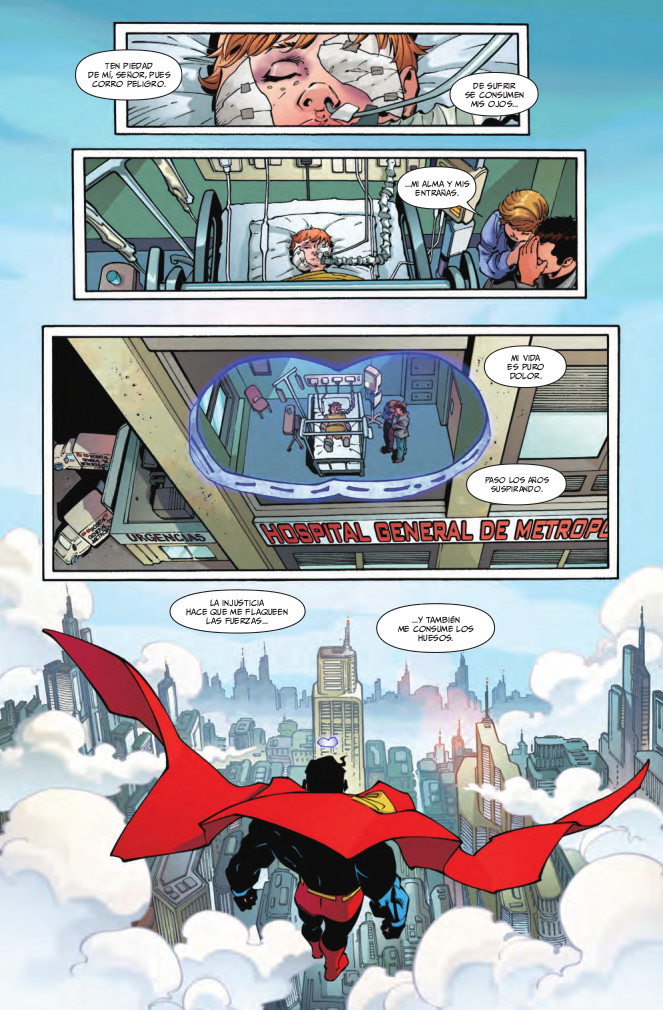 TEN PIEDAD
DE MÍ, SEÑOR, PUES
CORRO PELIGRO.
DE SUFRIR
SE CONSUMEN
MIS OJOS...
...MI ALMA Y MIS
ENTRAÑAS.
MI VIDA
ES PURO
DOLOR.
PASO LOS AÑOS
SUSPIRANDO.
URGENCIAS
HOSPITAL GENERAL DE METROPO
LA INJUSTICIA
HACE QUE ME FLAQUEEN
LAS FUERZAS...
...Y TAMBIÉN
ME CONSUME LOS
HUESOS.